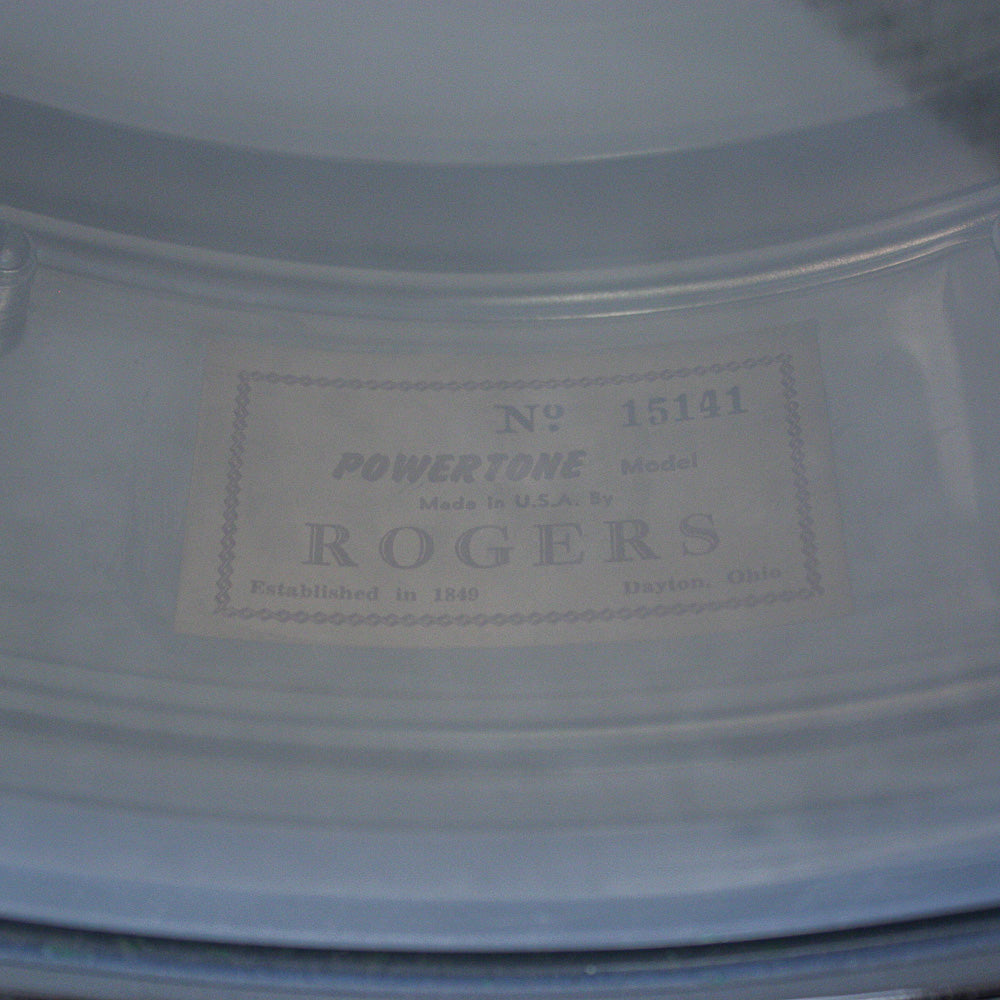 Nº 15141
POWERTONE Model
Made in U.S.A. By
ROGERS
Established in 1849 Dayton, Ohio